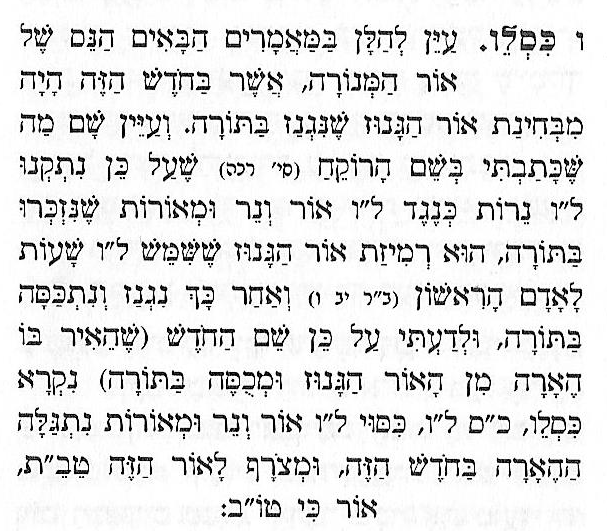 ו כִּסְלֵו. עַיֵּן לְהַלָּן בַּמַּאֲמָרִים הַבָּאִים הַנֵּס שֶׁל
אוֹר הַמְּנוֹרָה, אֲשֶׁר בַּחֹדֶשׁ הַזֶּה הָיָה
מִבְּחִינַת אוֹר הַגָּנוּז שֶׁנִּגְנַז בַּתּוֹרָה. וְעַיֵּין שָׁם מַה
שֶּׁכָּתַבְתִּי בְּשֵׁם הָרוֹקֵחַ (סי' רכה) שֶׁעַל כֵּן נִתְקְנוּ
ל"ו נֵרוֹת כְּנֶגֶד ל"ו אוֹר וְנֵר וּמְאוֹרוֹת שֶׁנִּזְכְּרוּ
בַּתּוֹרָה, הוּא רְמִיזַת אוֹר הַגָּנוּז שֶׁשִּׁמֵּשׁ ל"ו שָׁעוֹת
לָאָדָם הָרִאשׁוֹן (ב"ר יב ו) וְאַחַר כָּךְ נִגְנַז וְנִתְכַּסָּה
בַּתּוֹרָה, וּלְדַעְתִּי עַל כֵּן שֵׁם הַחֹדֶשׁ (שֶׁהֵאִיר בּוֹ
הֶאָרָה מִן הָאוֹר הַגָּנוּז וּמְכֻסֶּה בַּתּוֹרָה) נִקְרָא
כִּסְלֵו כ"ס ל"ו, כִּסּוּי ל"ו אוֹר וְנֵר וּמְאוֹרוֹת נִתְגַּלָּה
הַהֶאָרָה בַּחֹדֶשׁ הַזֶּה, וּמְצֹרָף לָאוֹר הַזֶּה טֵבֵ"ת,
אוֹר כִּי טוֹ"ב: